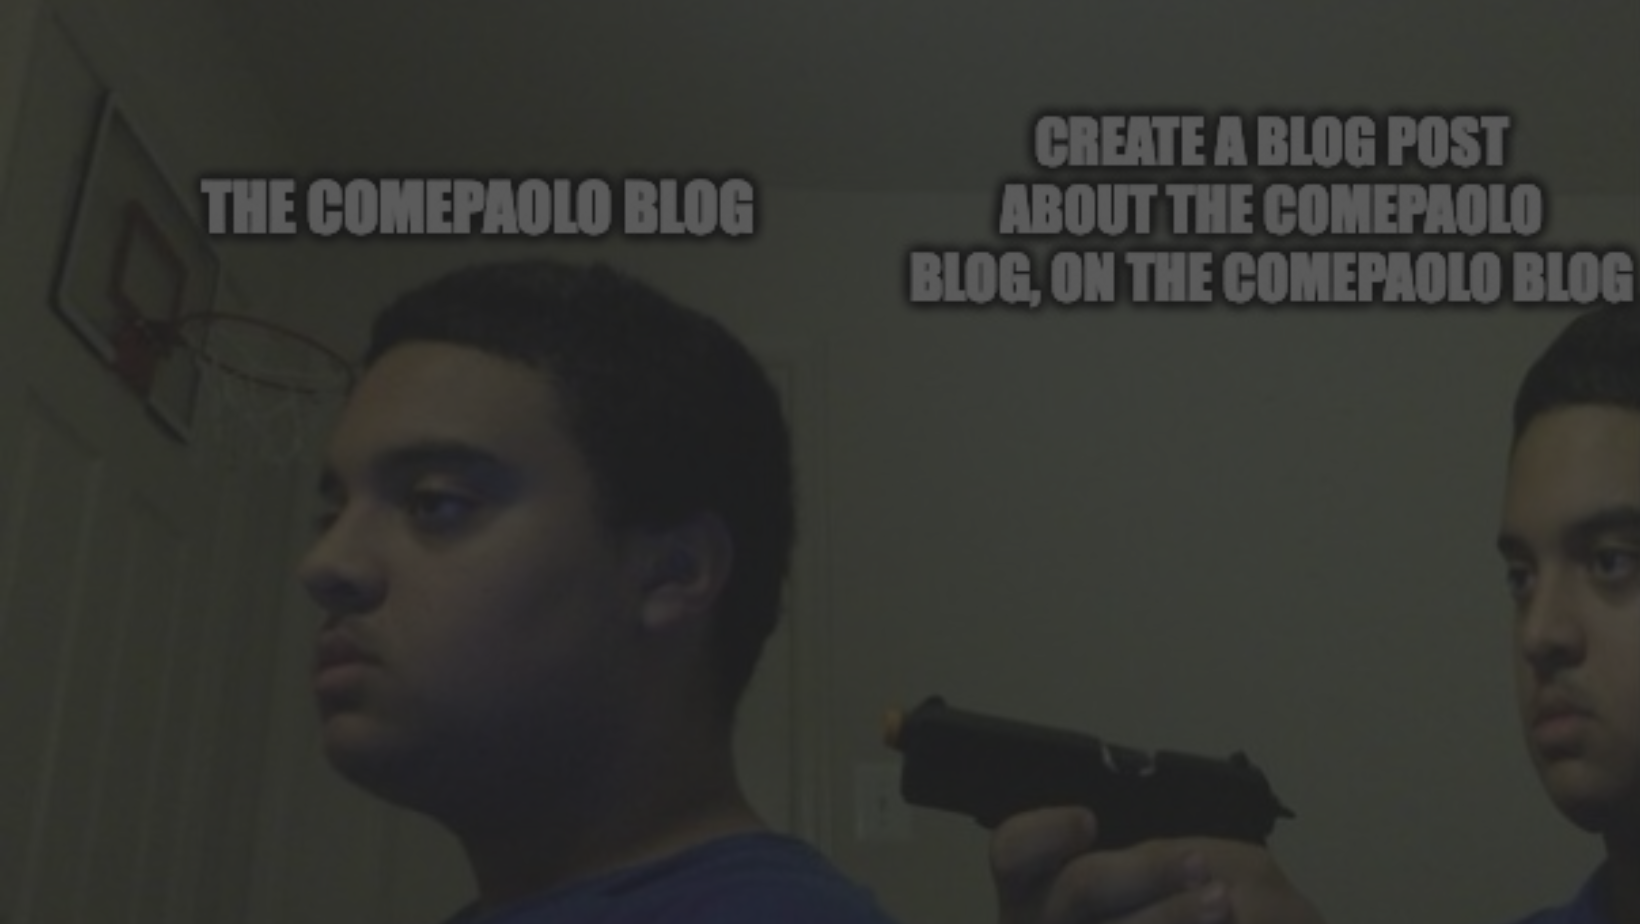 THE COMEPAOLO BLOG
CREATE A BLOG POST
ABOUT THE COMEPAOLO
BLOG, ON THE COMEPAOLO BLOG